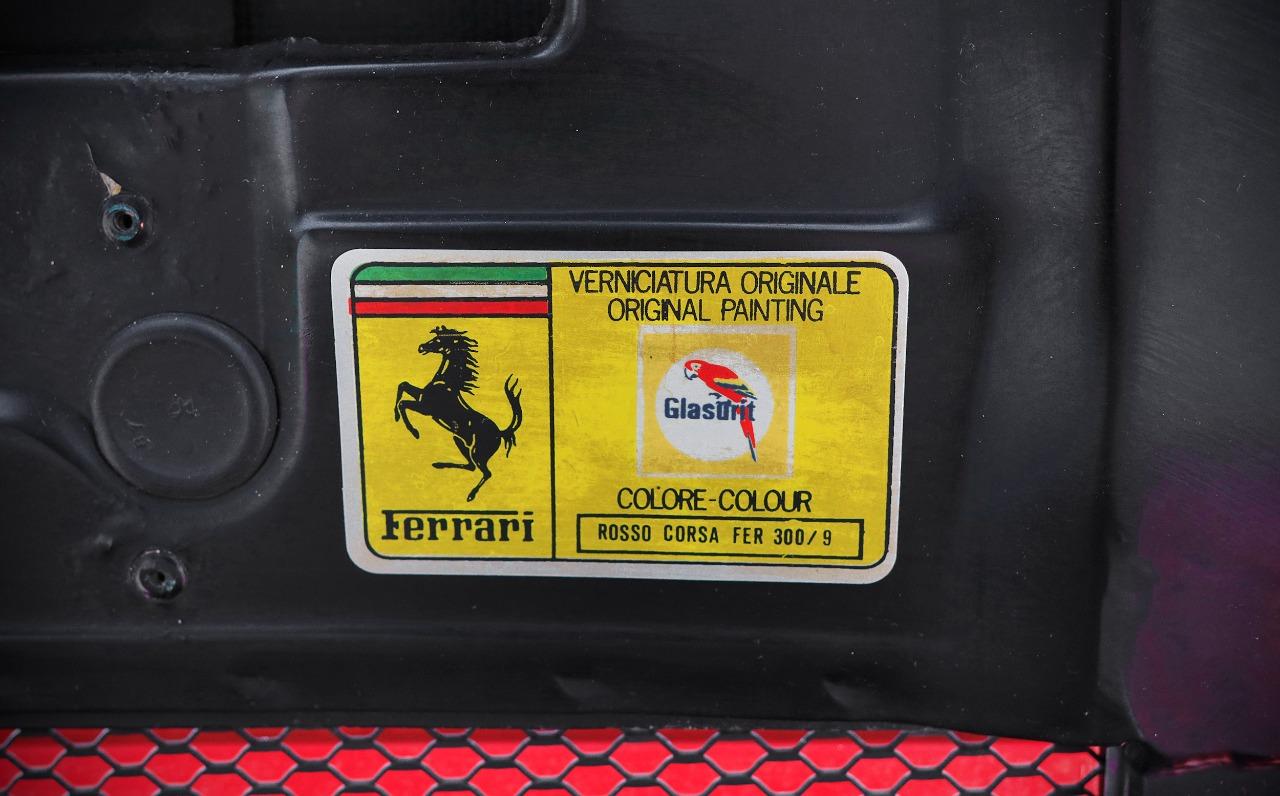 VERNICIATURA ORIGINALE
ORIGINAL PAINTING
Glasurit
COLORE-COLOUR
ROSSO CORSA FER 300/9
Ferrari